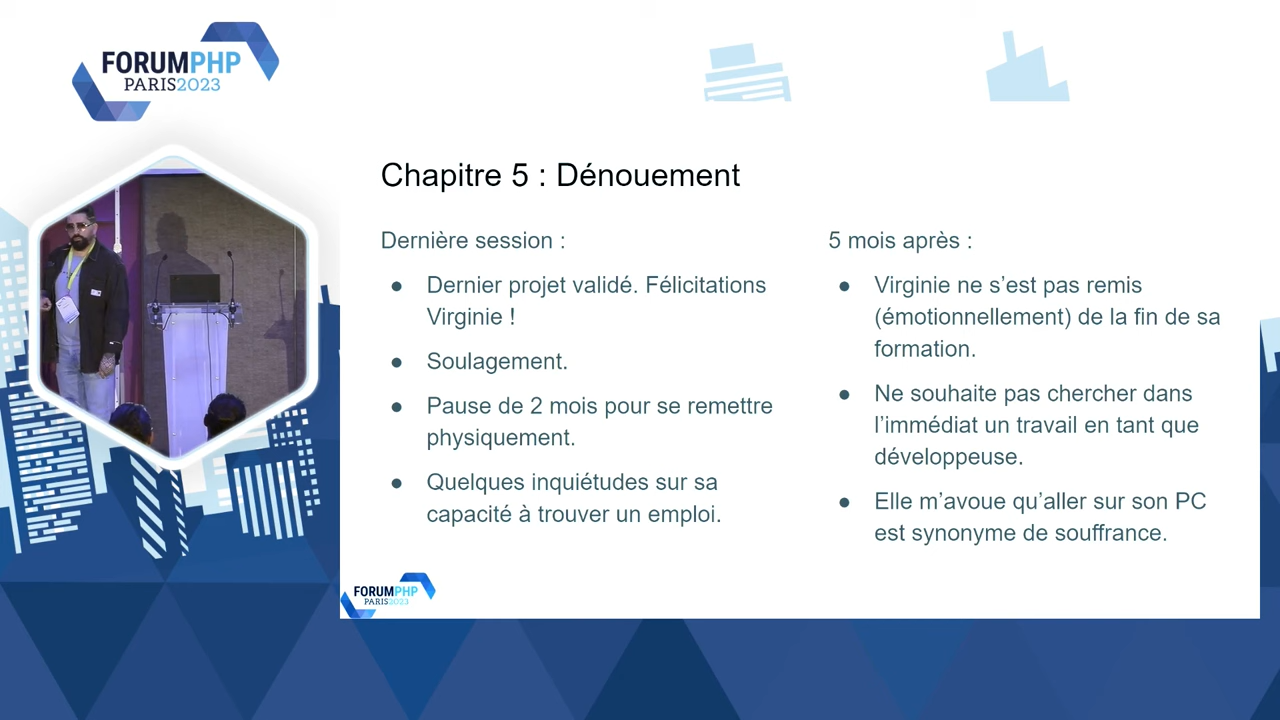 FORUMPHP
PARIS2023
Chapitre 5 : Dénouement
Dernière session :
● Dernier projet validé. Félicitations
Virginie !
● Soulagement.
● Pause de 2 mois pour se remettre
physiquement.
● Quelques inquiétudes sur sa
capacité à trouver un emploi.
5 mois après :
● Virginie ne s’est pas remis
(émotionnellement) de la fin de sa
formation.
● Ne souhaite pas chercher dans
l’immédiat un travail en tant que
développeuse.
● Elle m’avoue qu’aller sur son PC
est synonyme de souffrance.
FORUMPHP
PARIS2023